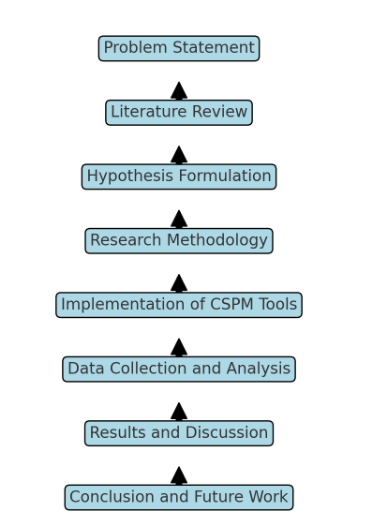 Problem Statement
Literature Review
Hypothesis Formulation
Research Methodology
Implementation of CSPM Tools
Data Collection and Analysis
Results and Discussion
Conclusion and Future Work